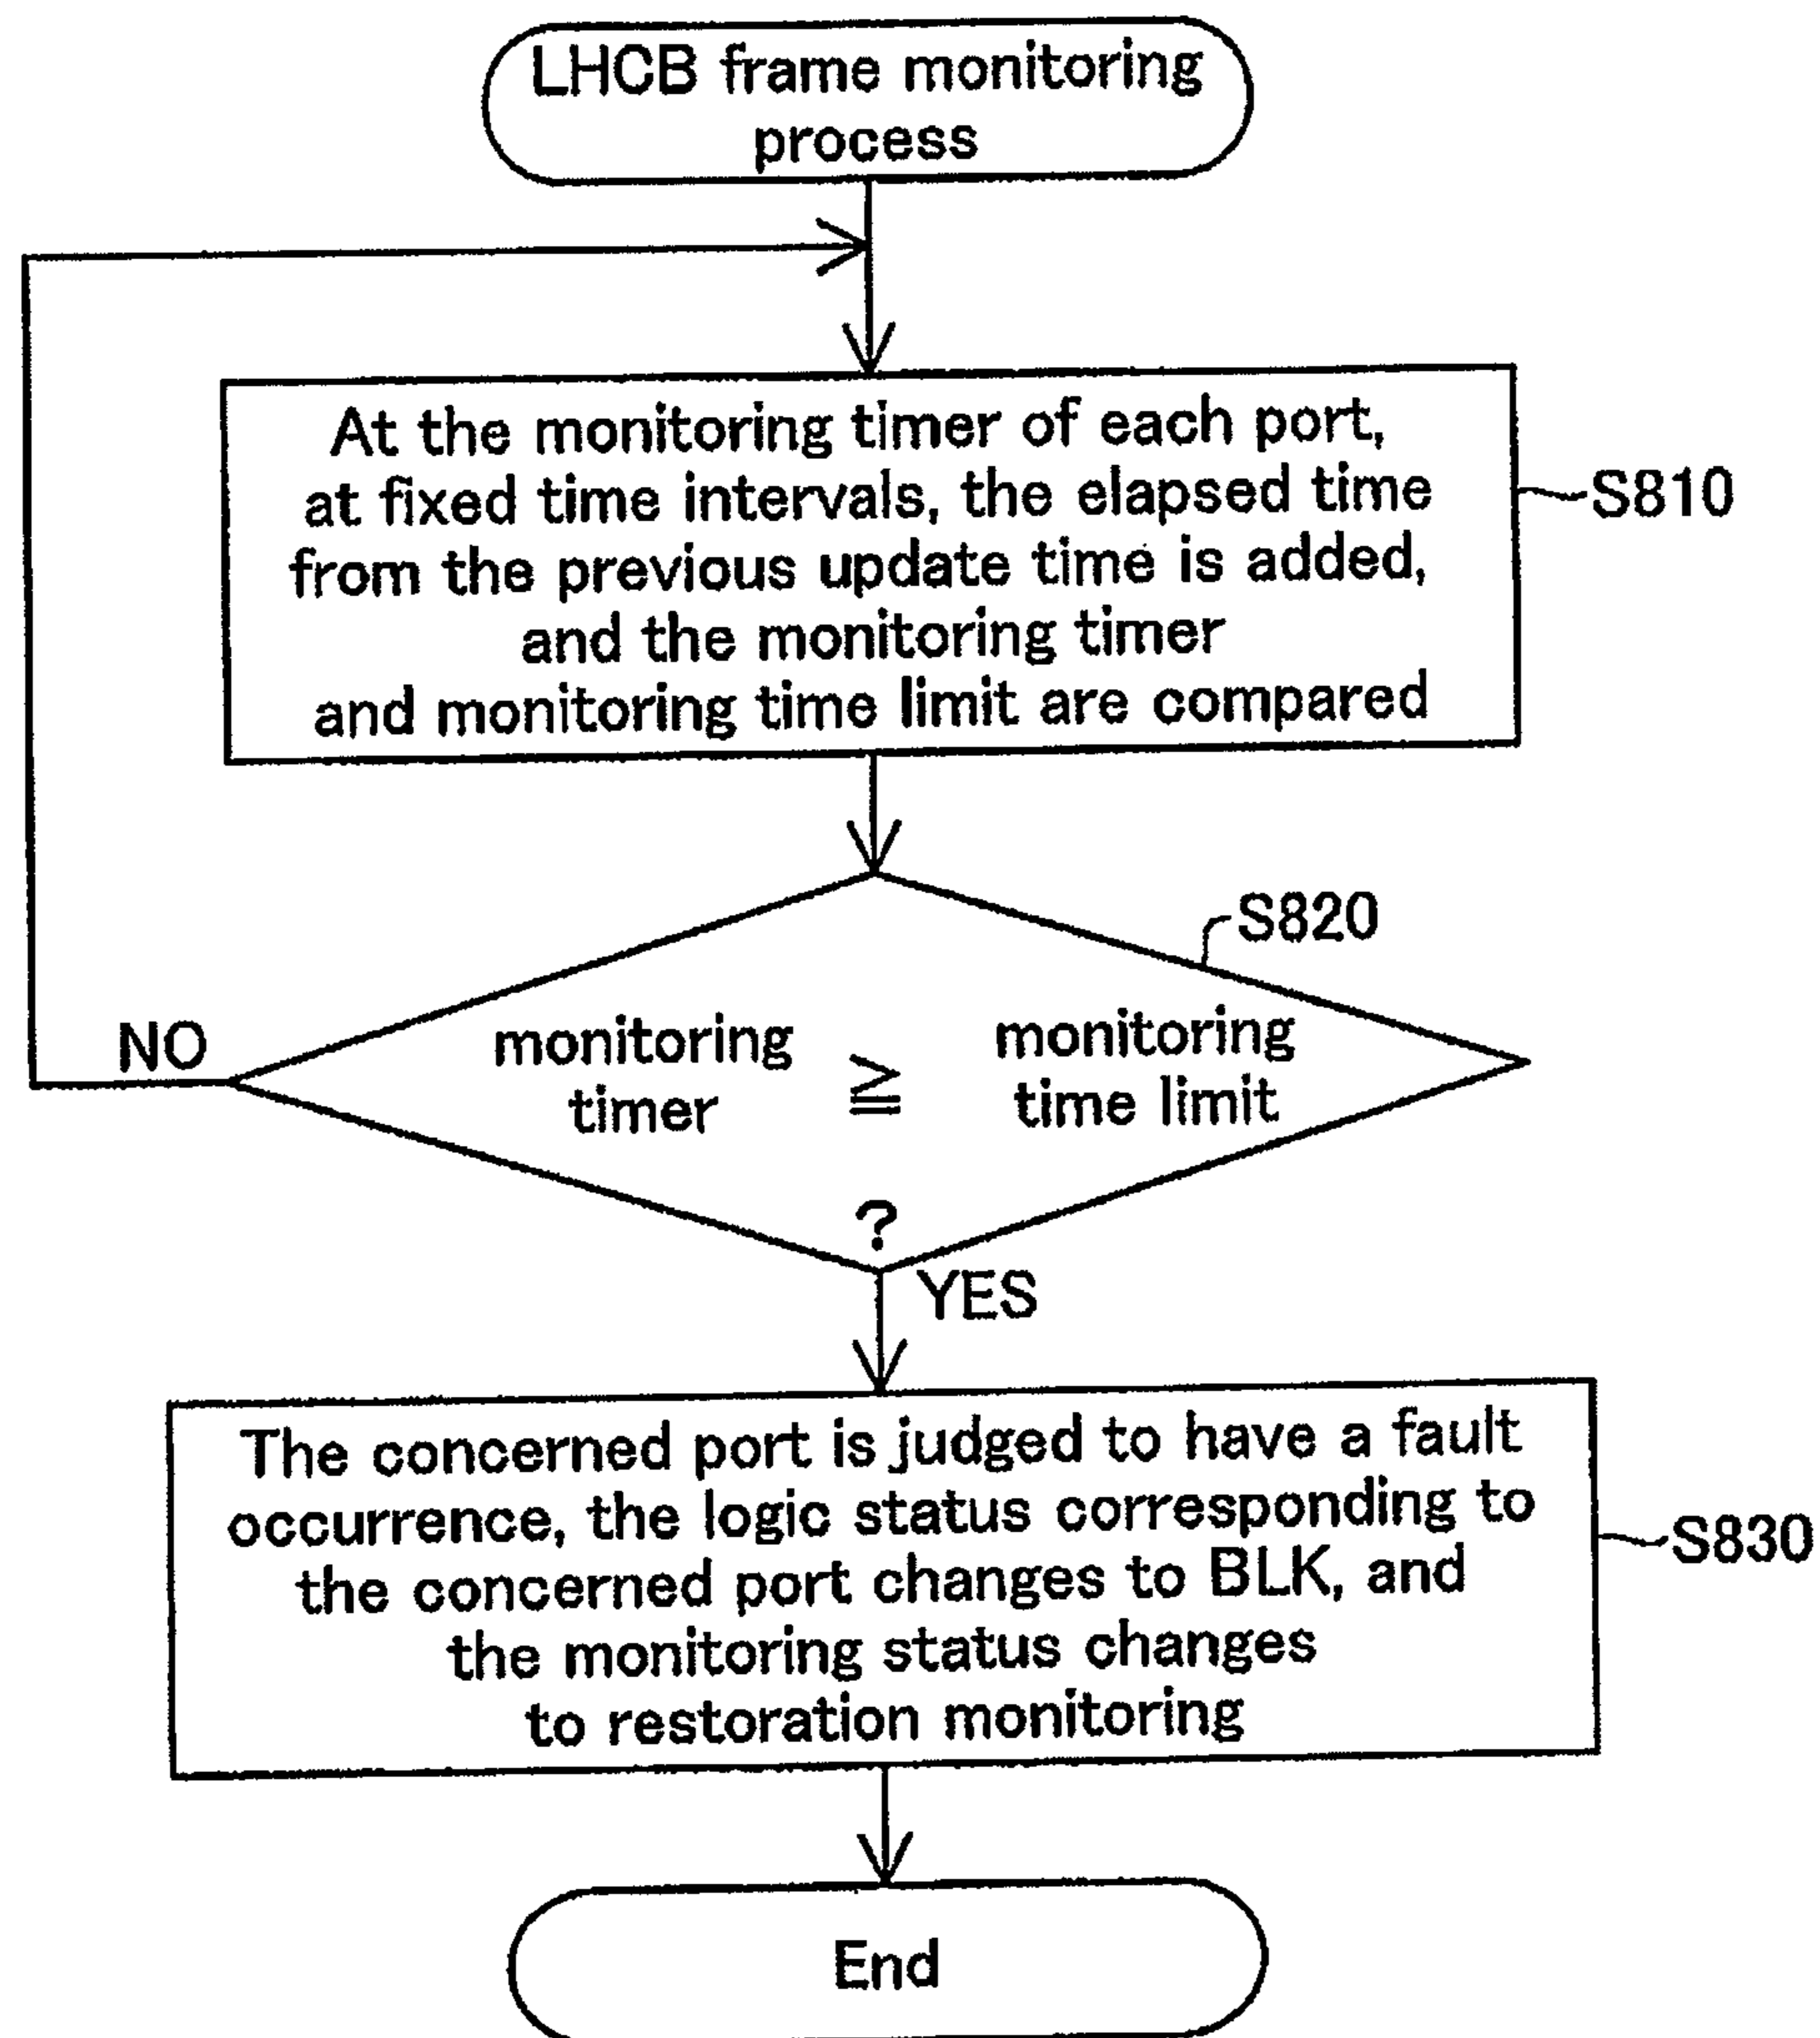 LHCB frame monitoring
process
At the monitoring timer of each port,
at fixed time intervals, the elapsed time
from the previous update time is added,
and the monitoring timer
and monitoring time limit are compared
S810
S820
monitoring
timer
≧
monitoring
time limit
?
NO
YES
The concerned port is judged to have a fault
occurrence, the logic status corresponding to
the concerned port changes to BLK, and
the monitoring status changes
to restoration monitoring
S830
End